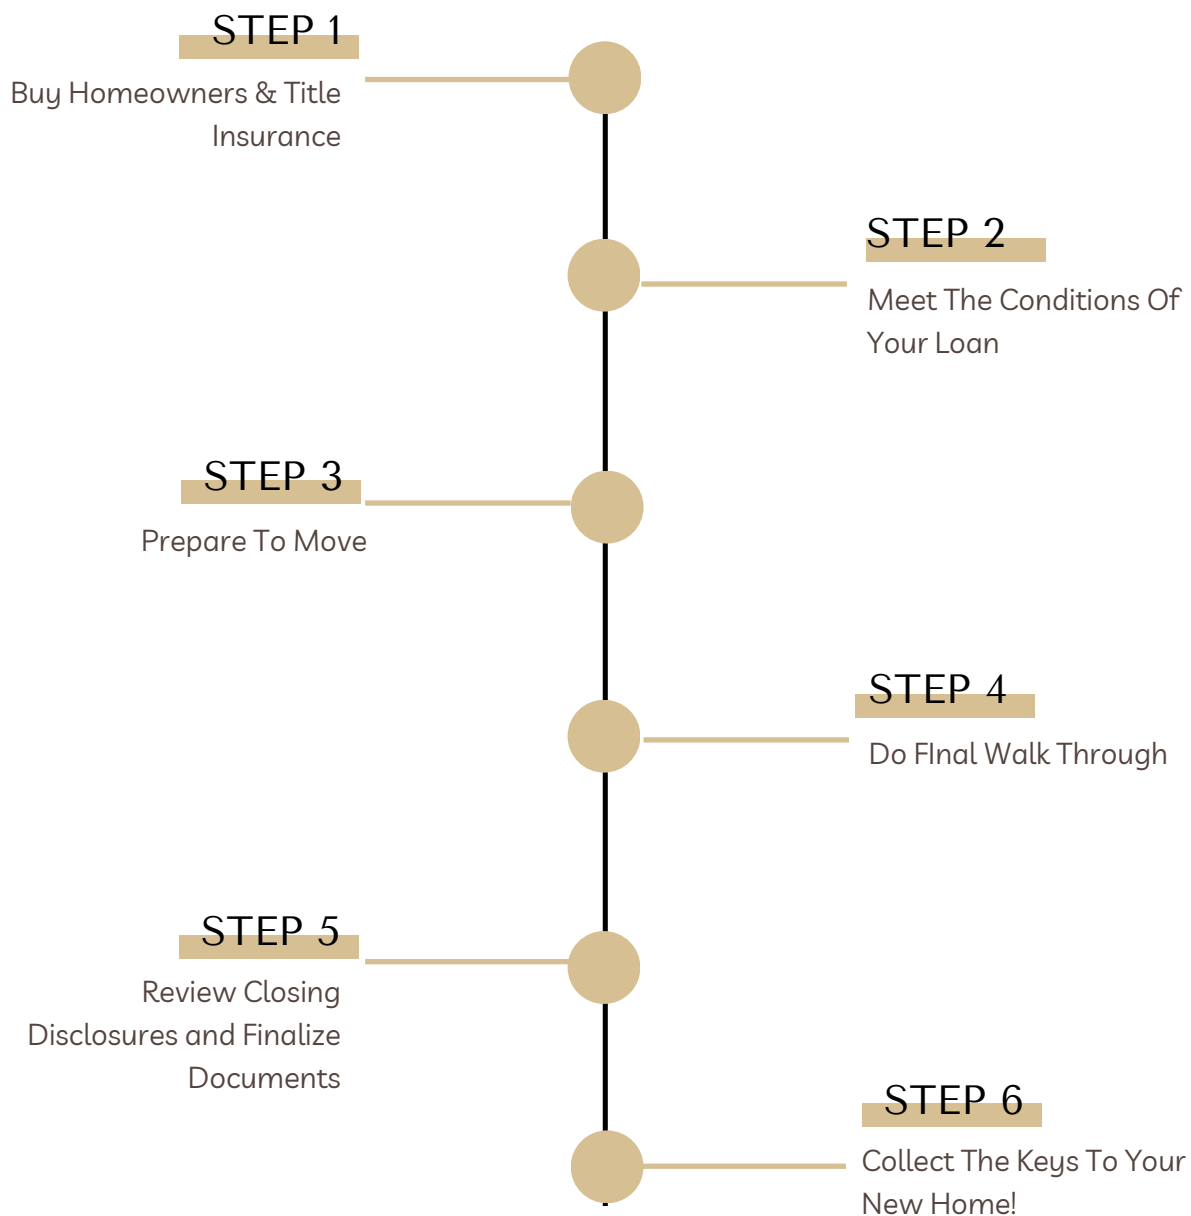 STEP 1
Buy Homeowners & Title
Insurance
STEP 2
Meet The Conditions Of
Your Loan
STEP 3
Prepare To Move
STEP 4
Do FInal Walk Through
STEP 5
Review Closing
Disclosures and Finalize
Documents
STEP 6
Collect The Keys To Your
New Home!